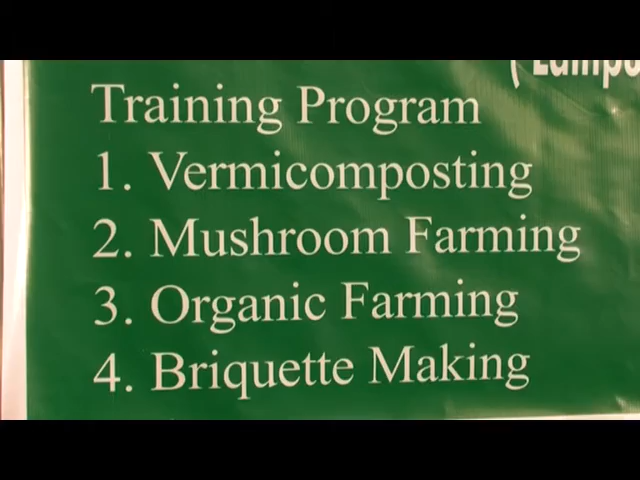 Training Program
1. Vermicomposting
2. Mushroom Farming
3. Organic Farming
4. Briquette Making